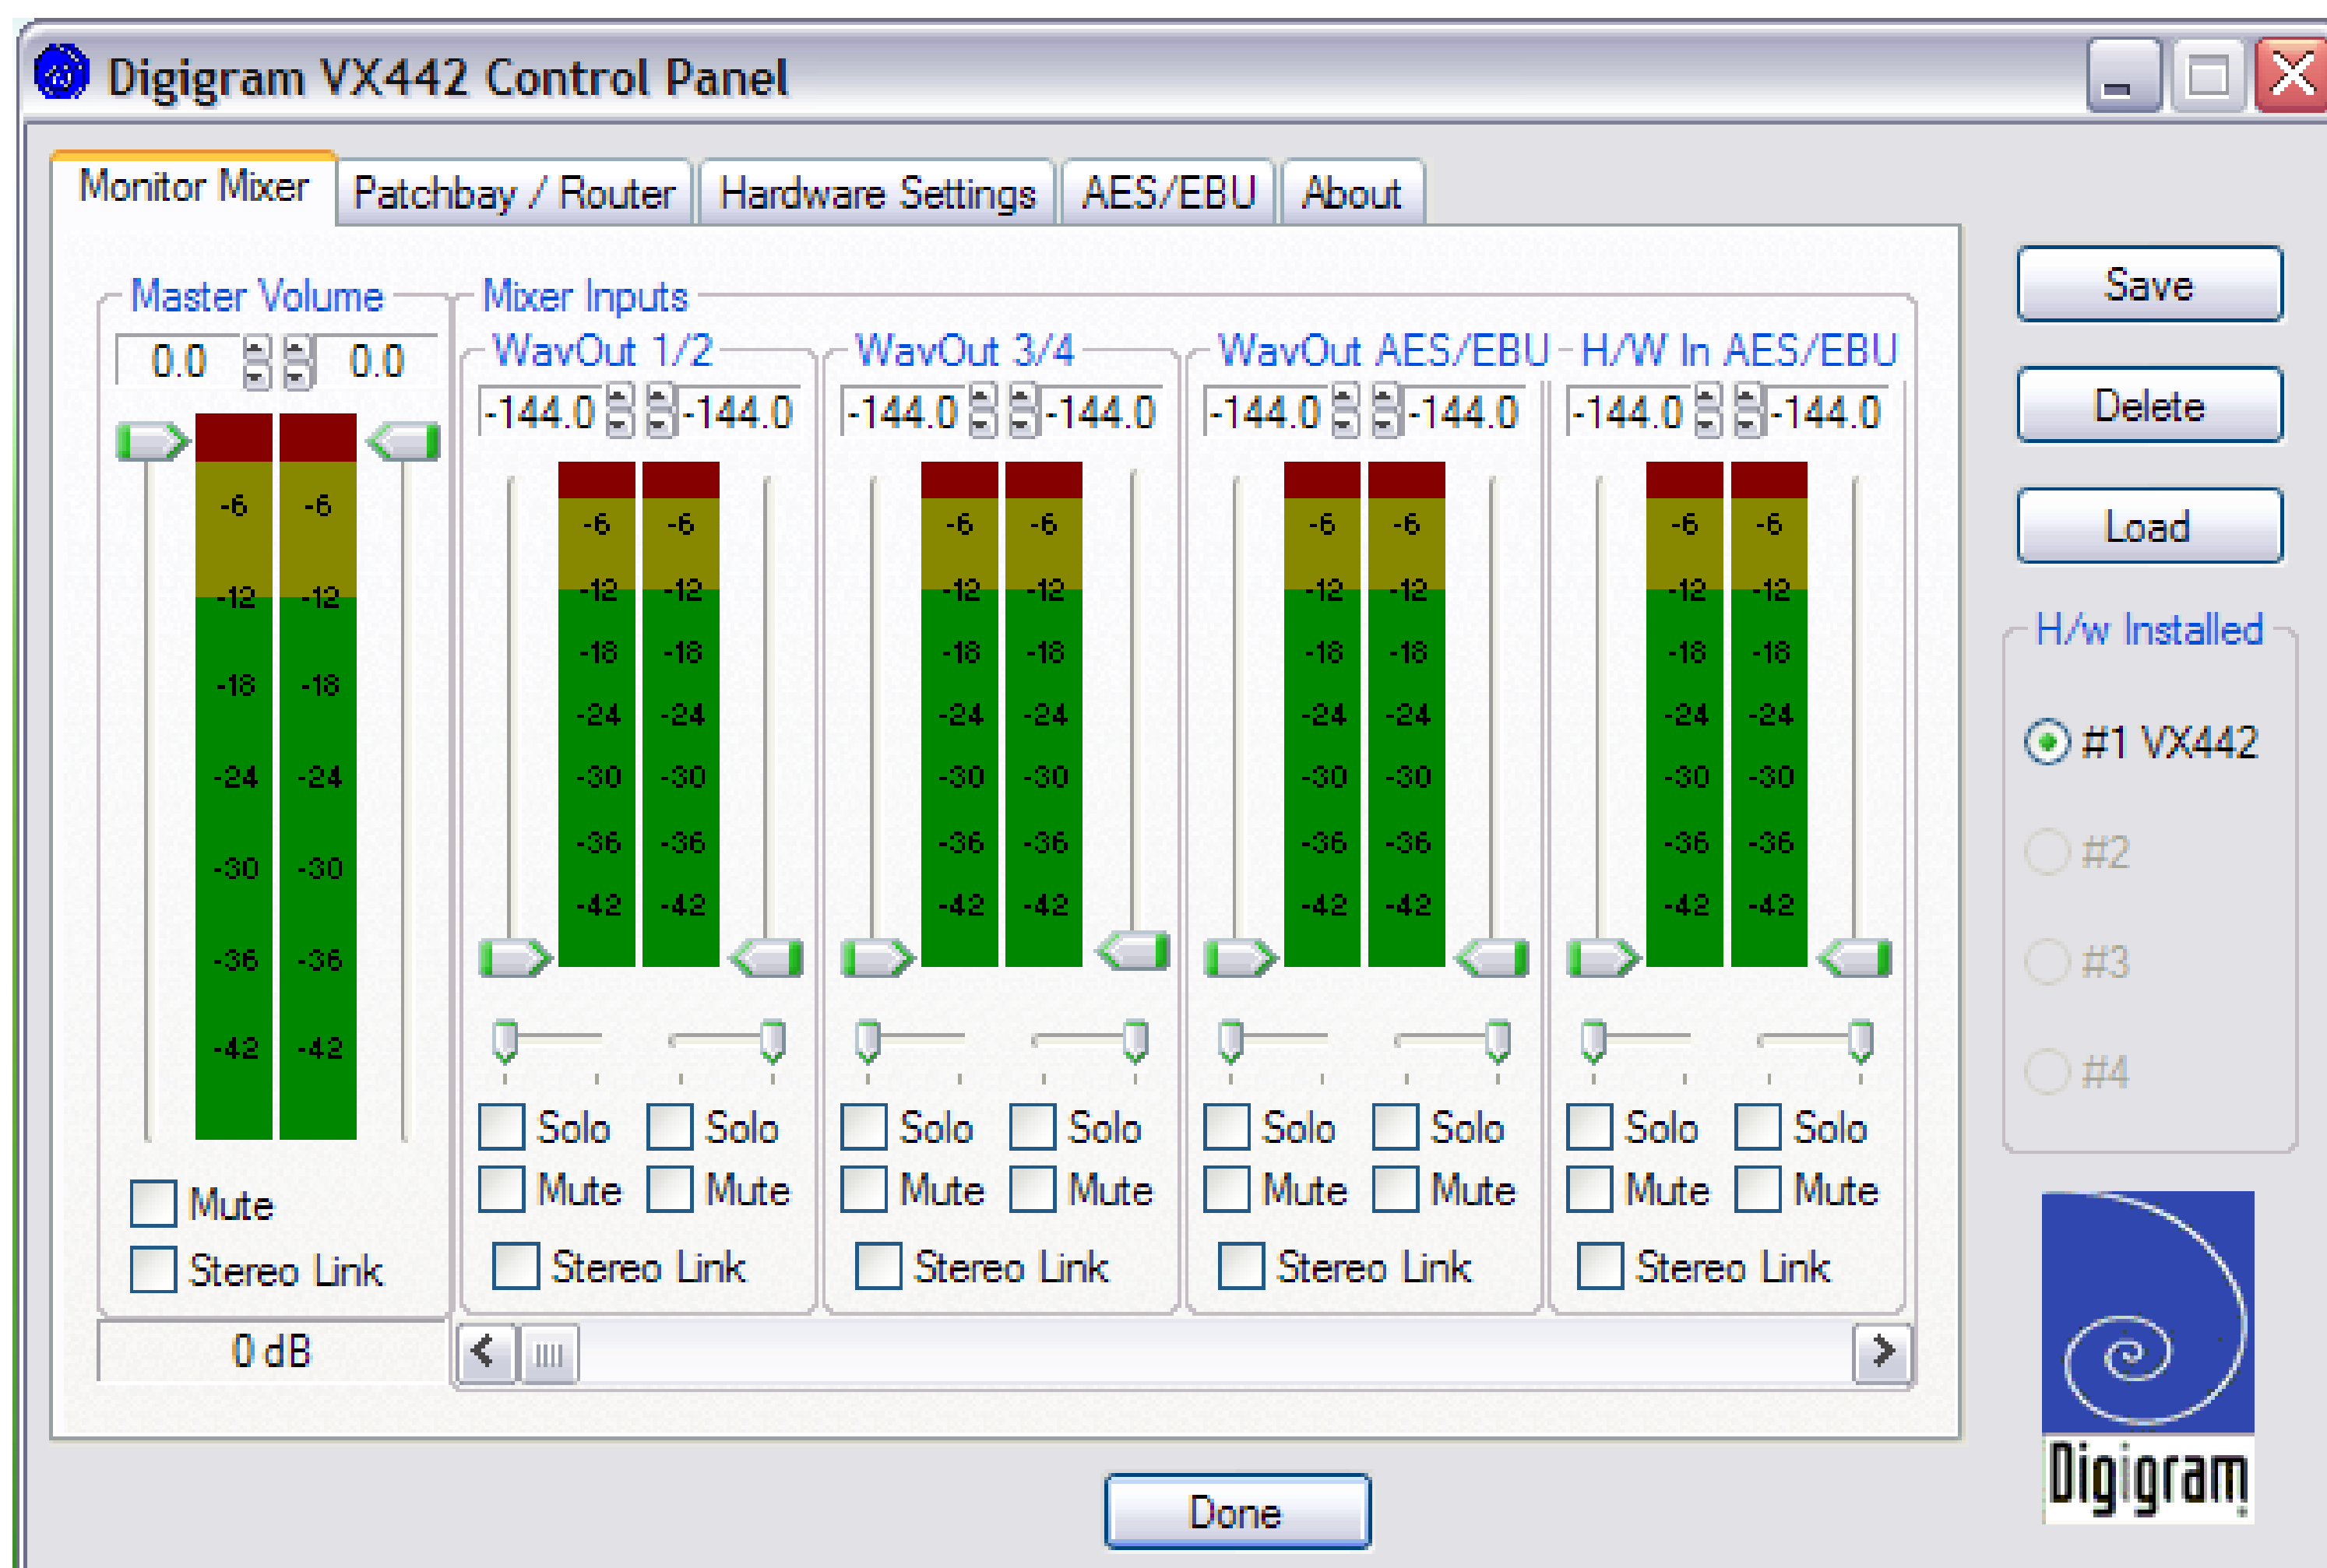 Digigram VX442 Control Panel
Monitor Mixer Patchbay / Router Hardware Settings AES/EBU About
Master Volume Mixer Inputs
WavOut 1/2 WavOut 3/4 WavOut AES/EBU H/W In AES/EBU
0.0 0.0
-144.0 -144.0 -144.0 -144.0 -144.0 -144.0 -144.0 -144.0
-6 -6 -6 -6 -6 -6 -6 -6 -6 -6
-12 -12 -12 -12 -12 -12 -12 -12 -12 -12
-18 -18 -18 -18 -18 -18 -18 -18 -18 -18
-24 -24 -24 -24 -24 -24 -24 -24 -24 -24
-30 -30 -30 -30 -30 -30 -30 -30 -30 -30
-36 -36 -36 -36 -36 -36 -36 -36 -36 -36
-42 -42 -42 -42 -42 -42 -42 -42 -42 -42
Solo Solo Solo Solo Solo Solo Solo Solo
Mute Mute Mute Mute Mute Mute Mute Mute Mute
Stereo Link Stereo Link Stereo Link Stereo Link Stereo Link
0 dB
Save
Delete
Load
H/w Installed
#1 VX442
#2
#3
#4
Digigram
Done